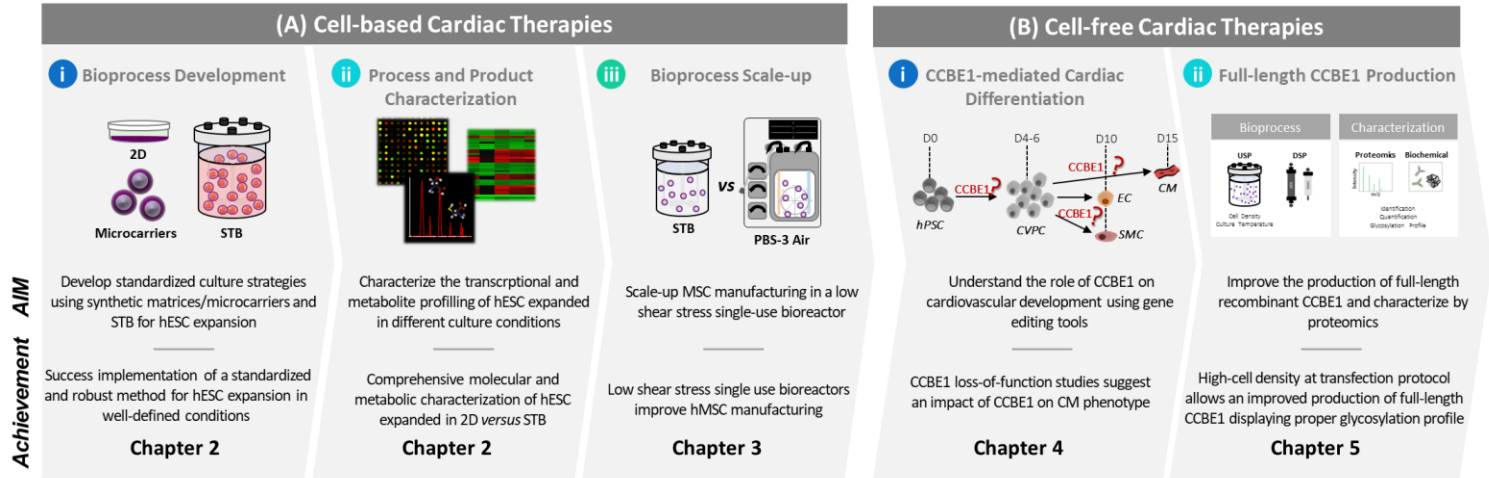 (A) Cell-based Cardiac Therapies
i Bioprocess Development
2D
Microcarriers
STB
ii Process and Product
Characterization
iii Bioprocess Scale-up
STB
VS
PBS-3 Air
(B) Cell-free Cardiac Therapies
i CCBE1-mediated Cardiac
Differentiation
D0
D4-6
D10
D15
CCBE1 ?
CCBE1 ?
CCBE1 ?
hPSC
CVPC
EC
SMC
CM
ii Full-length CCBE1 Production
Bioprocess
USP
DSP
Cell Density
Culture Temperature
Characterization
Proteomics
Biochemical
Intensity
Identification
Quantification
Glycosylation Profile
AIM
Develop standardized culture strategies
using synthetic matrices/microcarriers and
STB for hESC expansion
Characterize the transcrptional and
metabolite profilling of hESC expanded
in different culture conditions
Scale-up MSC manufacturing in a low
shear stress single-use bioreactor
Understand the role of CCBE1 on
cardiovascular development using gene
editing tools
Improve the production of full-length
recombinant CCBE1 and characterize by
proteomics
Achievement
Success implementation of a standardized
and robust method for hESC expansion in
well-defined conditions
Comprehensive molecular and
metabolic characterization of hESC
expanded in 2D versus STB
Low shear stress single use bioreactors
improve hMSC manufacturing
CCBE1 loss-of-function studies suggest
an impact of CCBE1 on CM phenotype
High-cell density at transfection protocol
allows an improved production of full-length
CCBE1 displaying proper glycosylation profile
Chapter 2
Chapter 2
Chapter 3
Chapter 4
Chapter 5